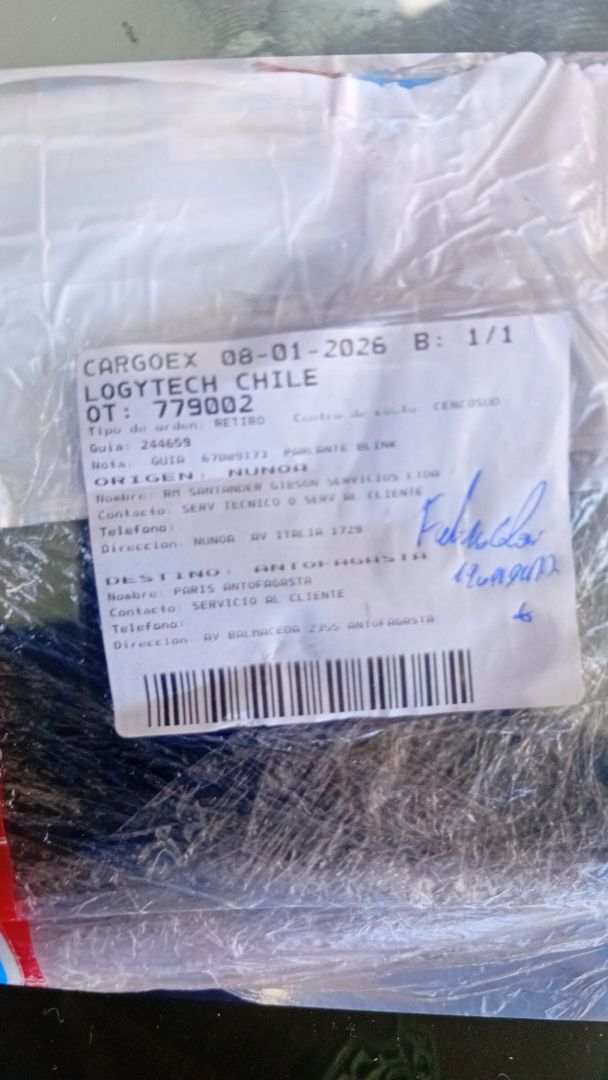 CARGOEX 08-01-2026 B: 1/1
LOGYTECH CHILE
OT: 779002
Tipo de orden: RETIRO Centro de costo CENCOSUD
Guia: 244659
Nota: GUIA 67889173 PARLANTE BLINK
ORIGEN: NUNOA
Nombre: RM SANTANDER GIBSON SERVICIOS LTDA
Contacto: SERV TECNICO O SERV AL CLIENTE
Telefono:
Direccion: NUNOA AV ITALIA 1729
DESTINO: ANTOFAGASTA
Nombre: PARIS ANTOFAGASTA
Contacto: SERVICIO AL CLIENTE
Telefono:
Direccion: AV BALMACEDA 2355 ANTOFAGASTA